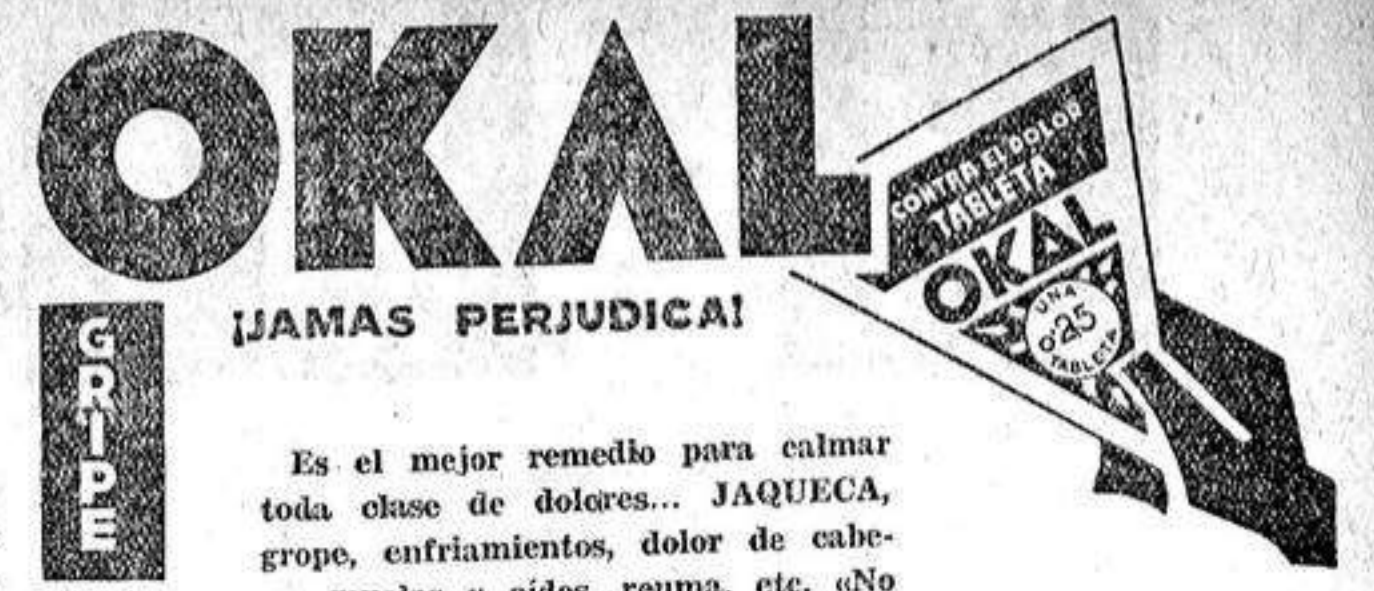 OKAL
CONTRA EL DOLOR
TABLETA
OKAL
UNA
0'25
TABLETA
¡JAMAS PERJUDICA!
GRIPE
Es el mejor remedio para calmar
toda clase de dolores... JAQUECA,
grope, enfriamientos, dolor de cabe-
y oídos, reuma, etc. «No